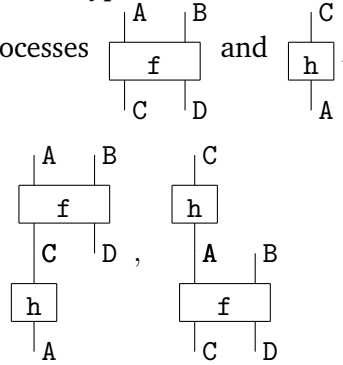 A B C
ocesses f and h
C D A
A B C
f h
C D , A B
h f
A C D